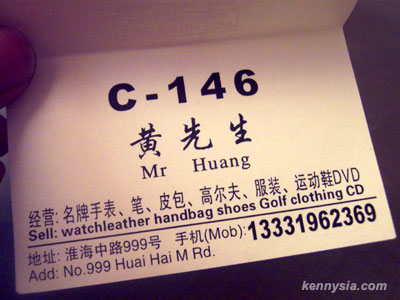 C-146
黄先生
Mr Huang
经营: 名牌手表、笔、皮包、高尔夫、服装、运动鞋DVD
Sell: watchleather handbag shoes Golf clothing CD
地址: 淮海中路999号 手机(Mob): 13331962369
Add: No.999 Huai Hai M Rd.
kennysia.com